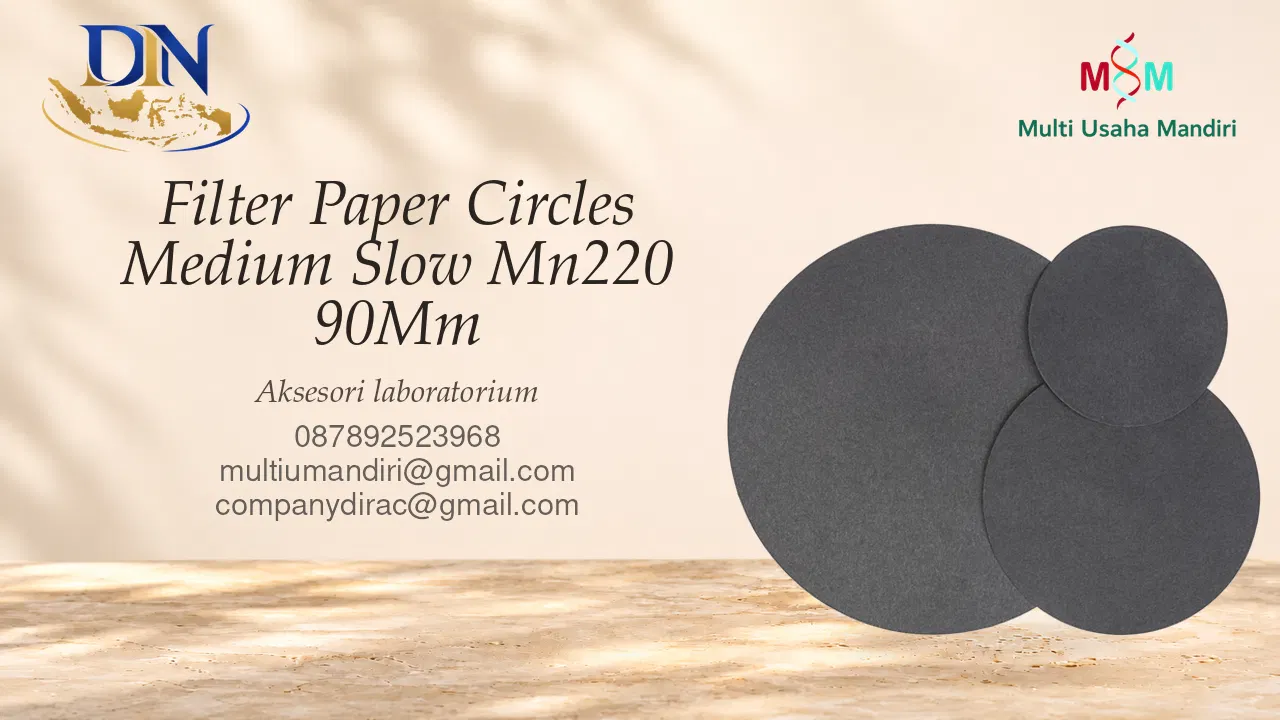 DIN
M M
Multi Usaha Mandiri
Filter Paper Circles
Medium Slow Mn220
90Mm
Aksesori laboratorium
087892523968
multiumandiri@gmail.com
companydirac@gmail.com